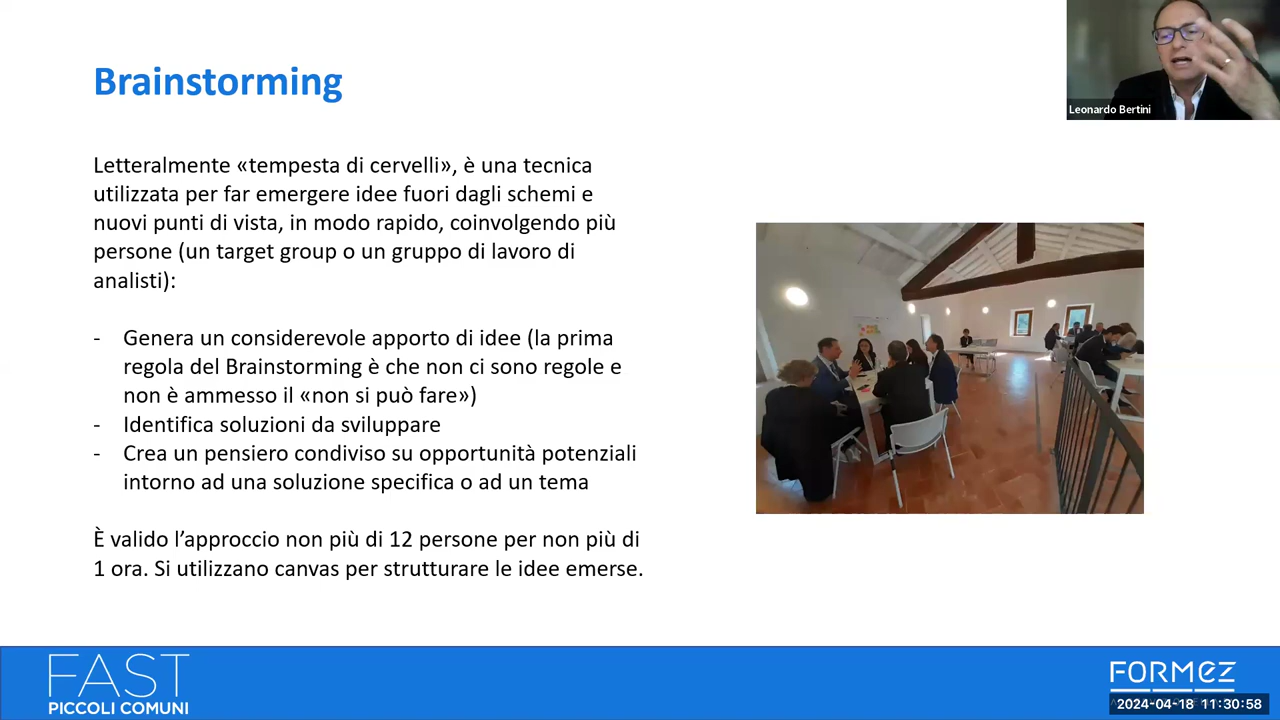 Brainstorming
Leonardo Bertini
Letteralmente «tempesta di cervelli», è una tecnica
utilizzata per far emergere idee fuori dagli schemi e
nuovi punti di vista, in modo rapido, coinvolgendo più
persone (un target group o un gruppo di lavoro di
analisti):
- Genera un considerevole apporto di idee (la prima
regola del Brainstorming è che non ci sono regole e
non è ammesso il «non si può fare»)
- Identifica soluzioni da sviluppare
- Crea un pensiero condiviso su opportunità potenziali
intorno ad una soluzione specifica o ad un tema
È valido l’approccio non più di 12 persone per non più di
1 ora. Si utilizzano canvas per strutturare le idee emerse.
FAST
PICCOLI COMUNI
FORMEZ
2024-04-18 11:30:58